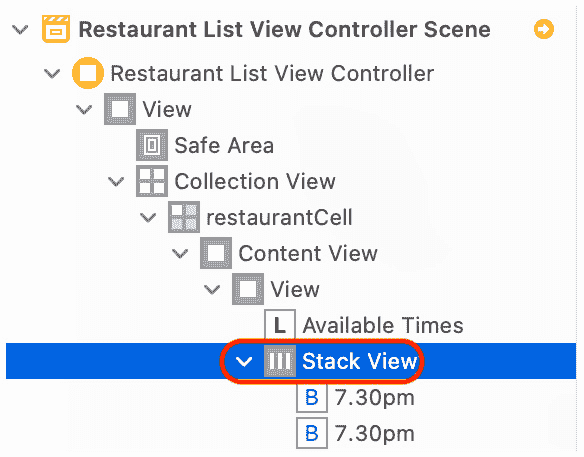 Restaurant List View Controller Scene
Restaurant List View Controller
View
Safe Area
Collection View
restaurantCell
Content View
View
L Available Times
Stack View
B 7.30pm
B 7.30pm